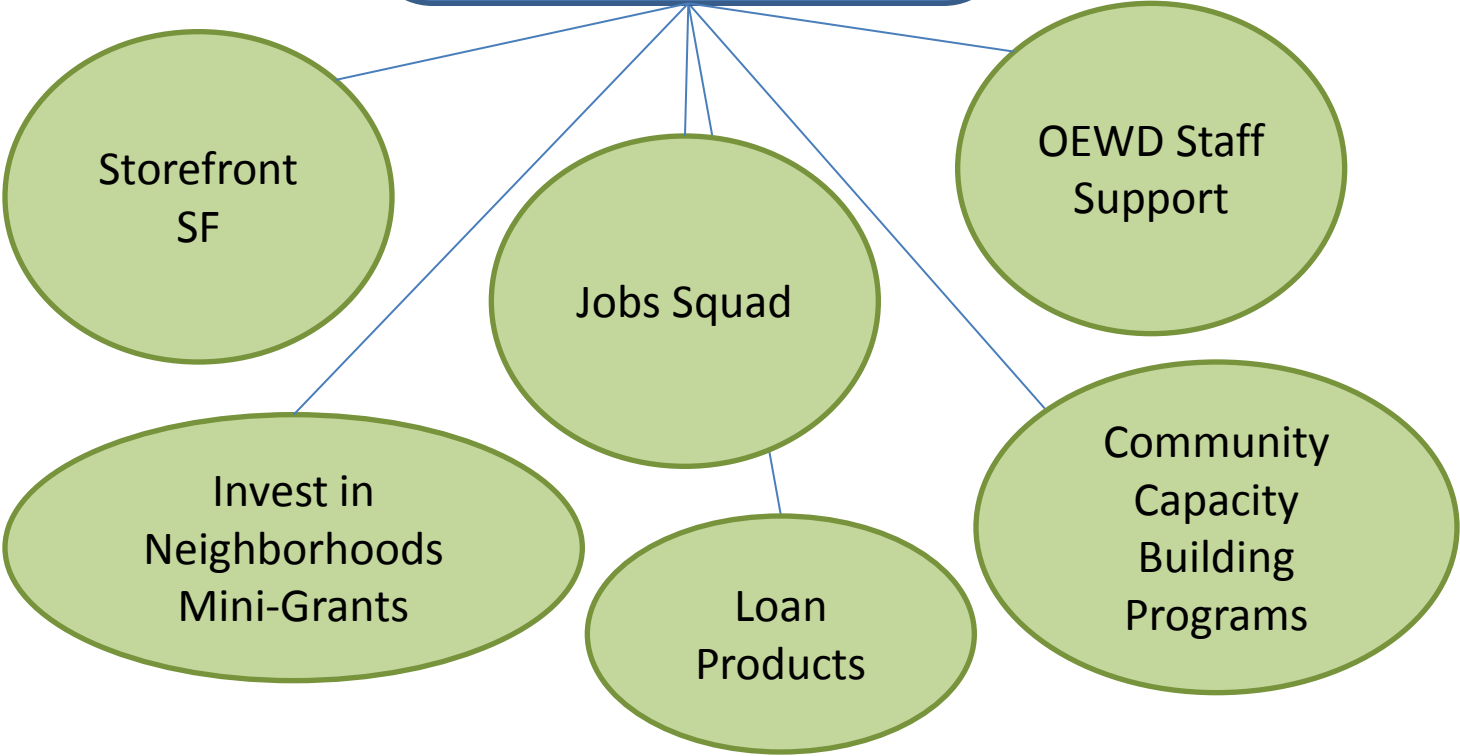 Storefront
SF
OEWD Staff
Support
Jobs Squad
Invest in
Neighborhoods
Mini-Grants
Loan
Products
Community
Capacity
Building
Programs